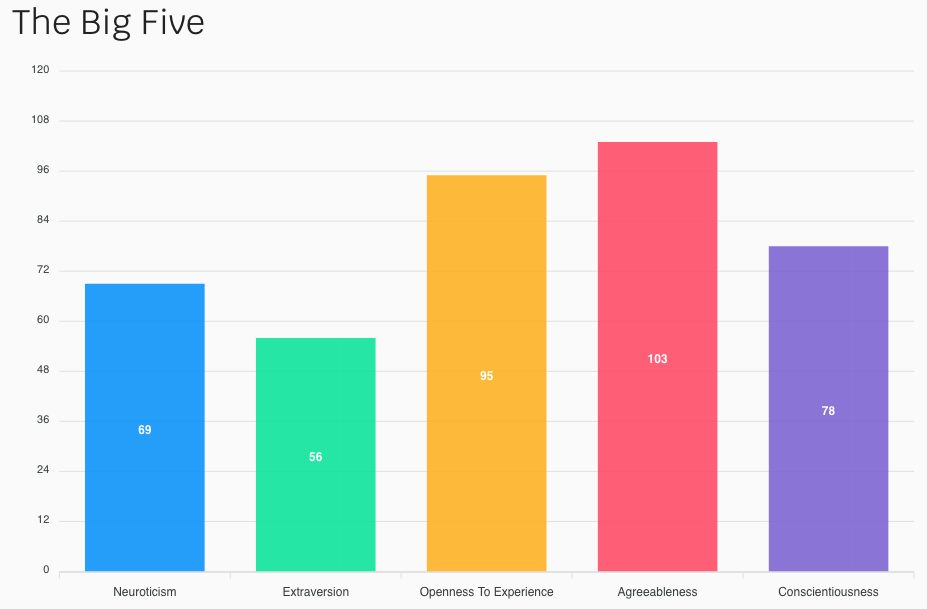 The Big Five
120
108
96
84
72
60
48
36
24
12
0
69
56
95
103
78
Neuroticism
Extraversion
Openness To Experience
Agreeableness
Conscientiousness